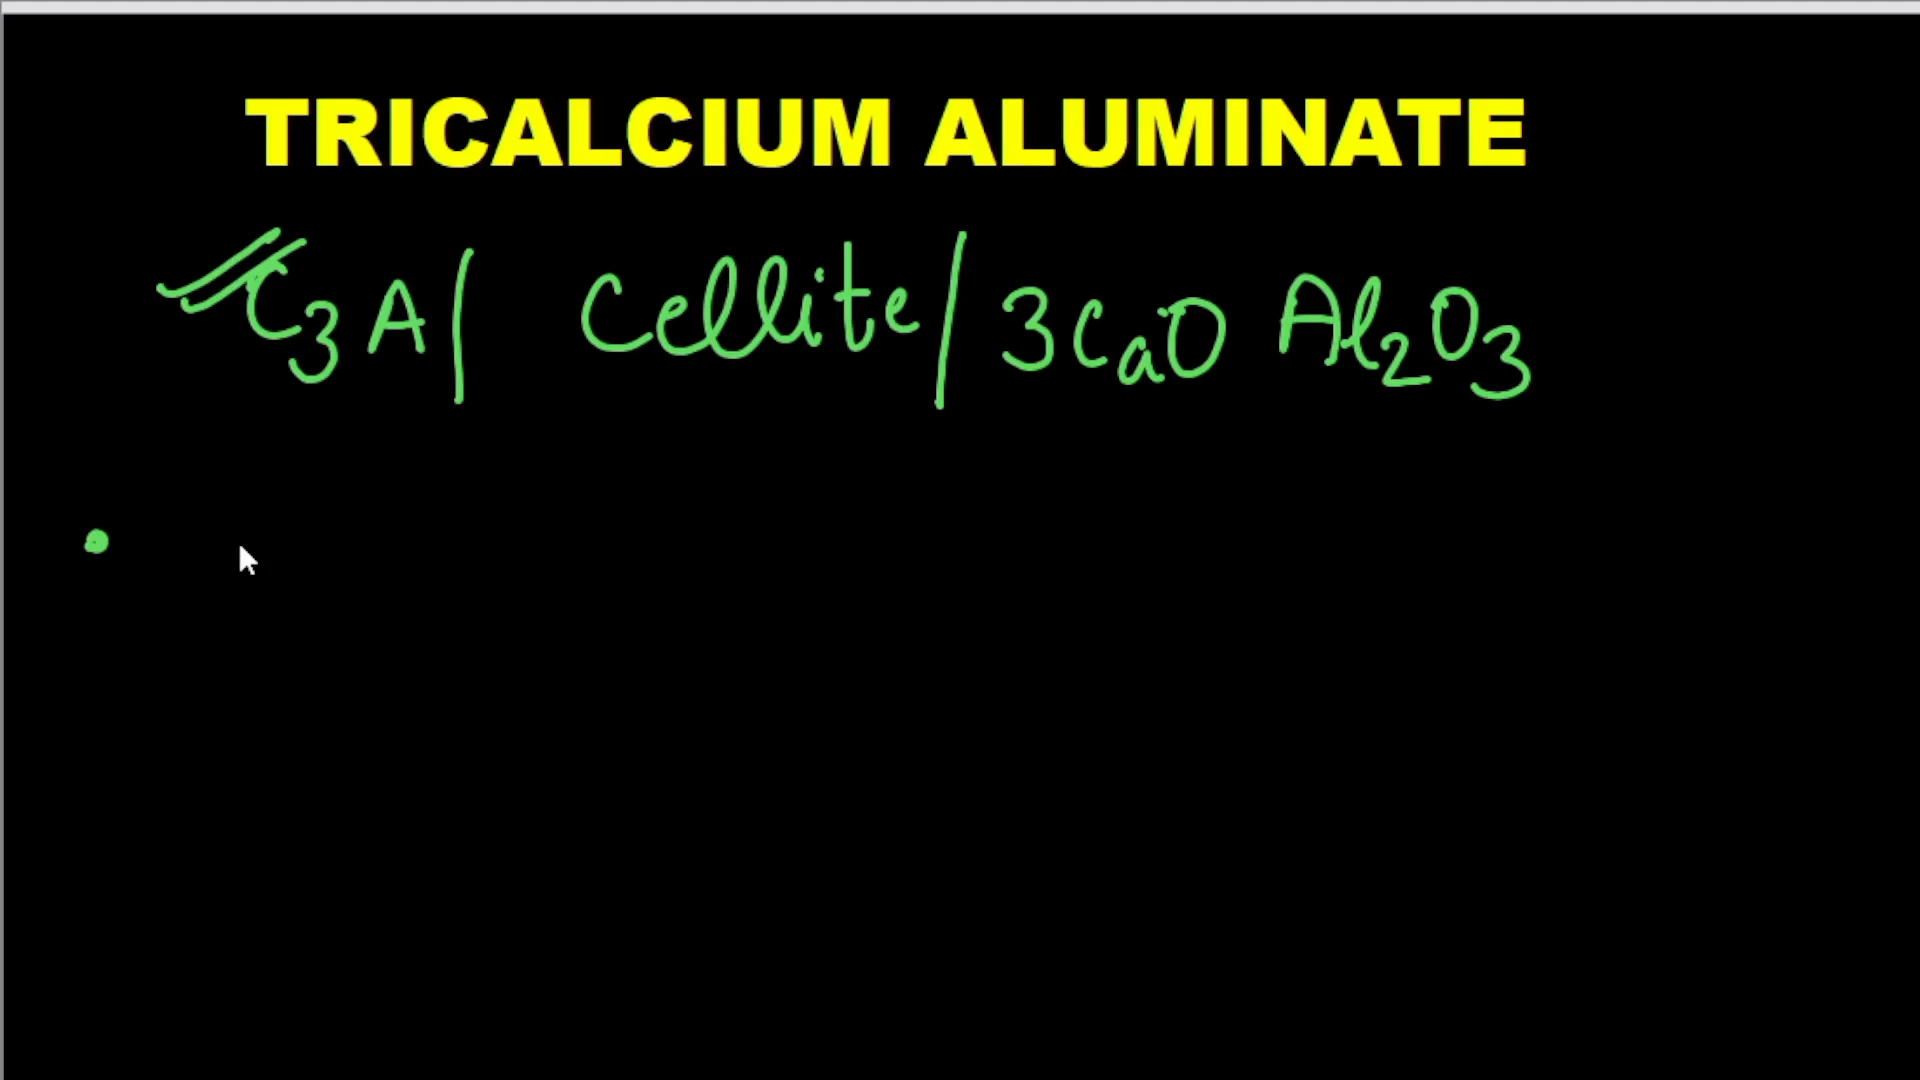 TRICALCIUM ALUMINATE
C₃A / Cellite / 3CaO Al₂O₃